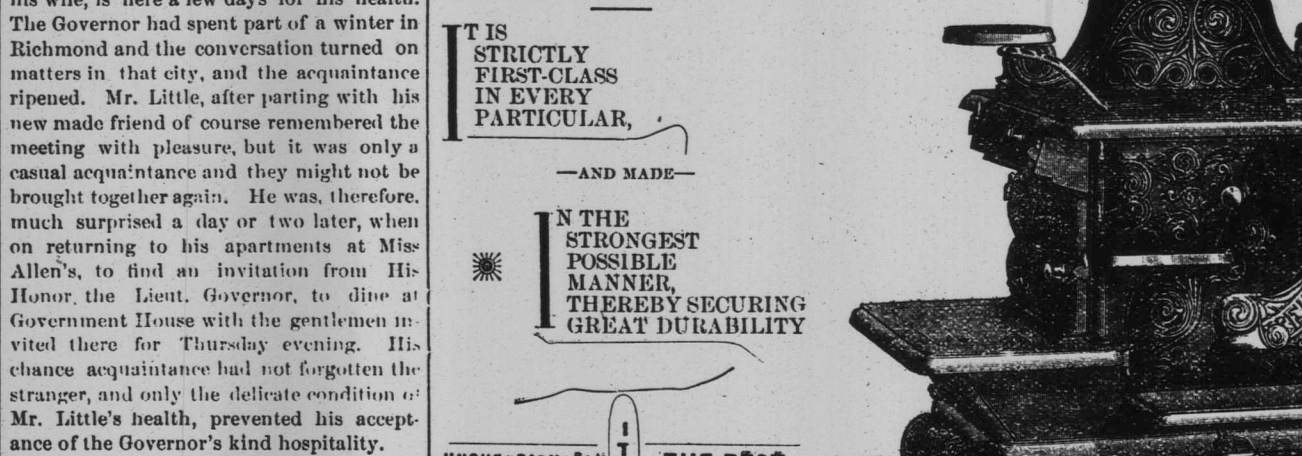 his wife, is here a few days for his health.
The Governor had spent part of a winter in
Richmond and the conversation turned on
matters in that city, and the acquaintance
ripened. Mr. Little, after parting with his
new made friend of course remembered the
meeting with pleasure, but it was only a
casual acquaintance and they might not be
brought together again. He was, therefore,
much surprised a day or two later, when
on returning to his apartments at Miss
Allen's, to find an invitation from His
Honor, the Lieut. Governor, to dine at
Government House with the gentlemen in-
vited there for Thursday evening. His
chance acquaintance had not forgotten the
stranger, and only the delicate condition of
Mr. Little's health, prevented his accept-
ance of the Governor's kind hospitality.
IT IS
STRICTLY
FIRST-CLASS
IN EVERY
PARTICULAR,
—AND MADE—
IN THE
STRONGEST
POSSIBLE
MANNER,
THEREBY SECURING
GREAT DURABILITY